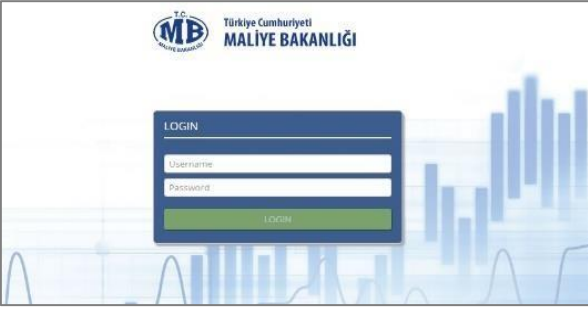 T.C.
MB
MALİYE BAKANLIĞI
Türkiye Cumhuriyeti
MALİYE BAKANLIĞI
LOGIN
Username
Password
LOGIN